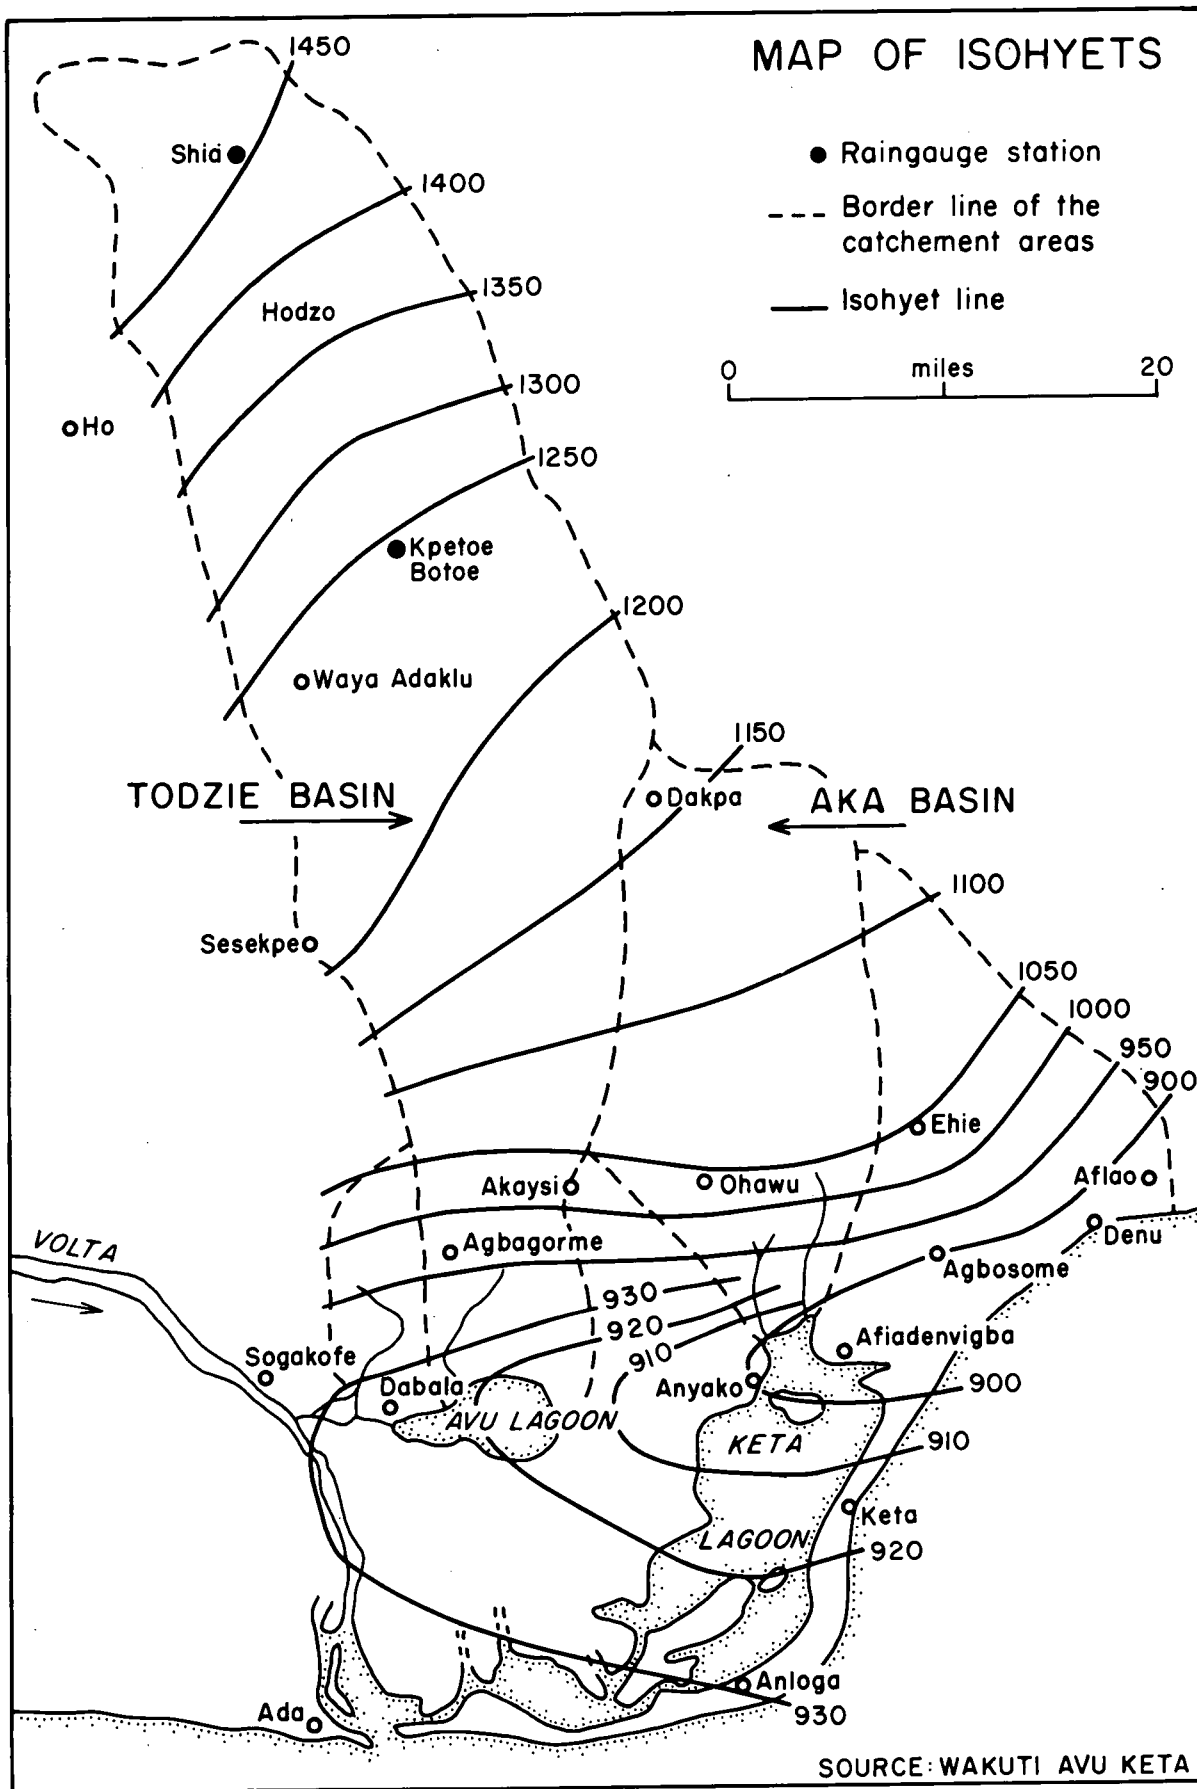 MAP OF ISOHYETS
Raingauge station
Border line of the
catchement areas
Isohyet line
0 miles 20
1450
Shia
1400
1350
Hodzo
1300
Ho
1250
Kpetoe
Botoe
1200
Waya Adaklu
1150
TODZIE BASIN
Dakpa
AKA BASIN
1100
Sesekpe
1050
1000
950
900
Ehie
Akaysi
Ohawu
Aflao
Denu
VOLTA
Agbagorme
Agbosome
930
920
910
Afiadenvigba
Sogakofe
Dabala
Anyako
900
AVU LAGOON
KETA
910
Keta
LAGOON
920
Anloga
930
Ada
SOURCE: WAKUTI AVU KETA